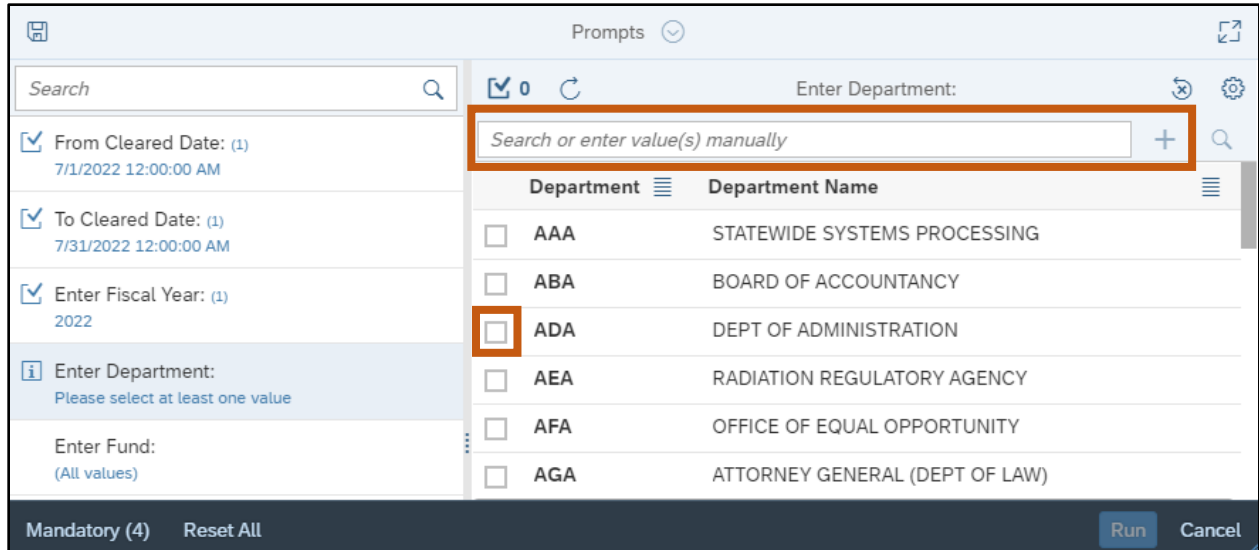 Prompts
Search
0 Enter Department:
From Cleared Date: (1)
7/1/2022 12:00:00 AM
To Cleared Date: (1)
7/31/2022 12:00:00 AM
Enter Fiscal Year: (1)
2022
Enter Department:
Please select at least one value
Enter Fund:
(All values)
Search or enter value(s) manually
Department Department Name
AAA STATEWIDE SYSTEMS PROCESSING
ABA BOARD OF ACCOUNTANCY
ADA DEPT OF ADMINISTRATION
AEA RADIATION REGULATORY AGENCY
AFA OFFICE OF EQUAL OPPORTUNITY
AGA ATTORNEY GENERAL (DEPT OF LAW)
Mandatory (4) Reset All Run Cancel